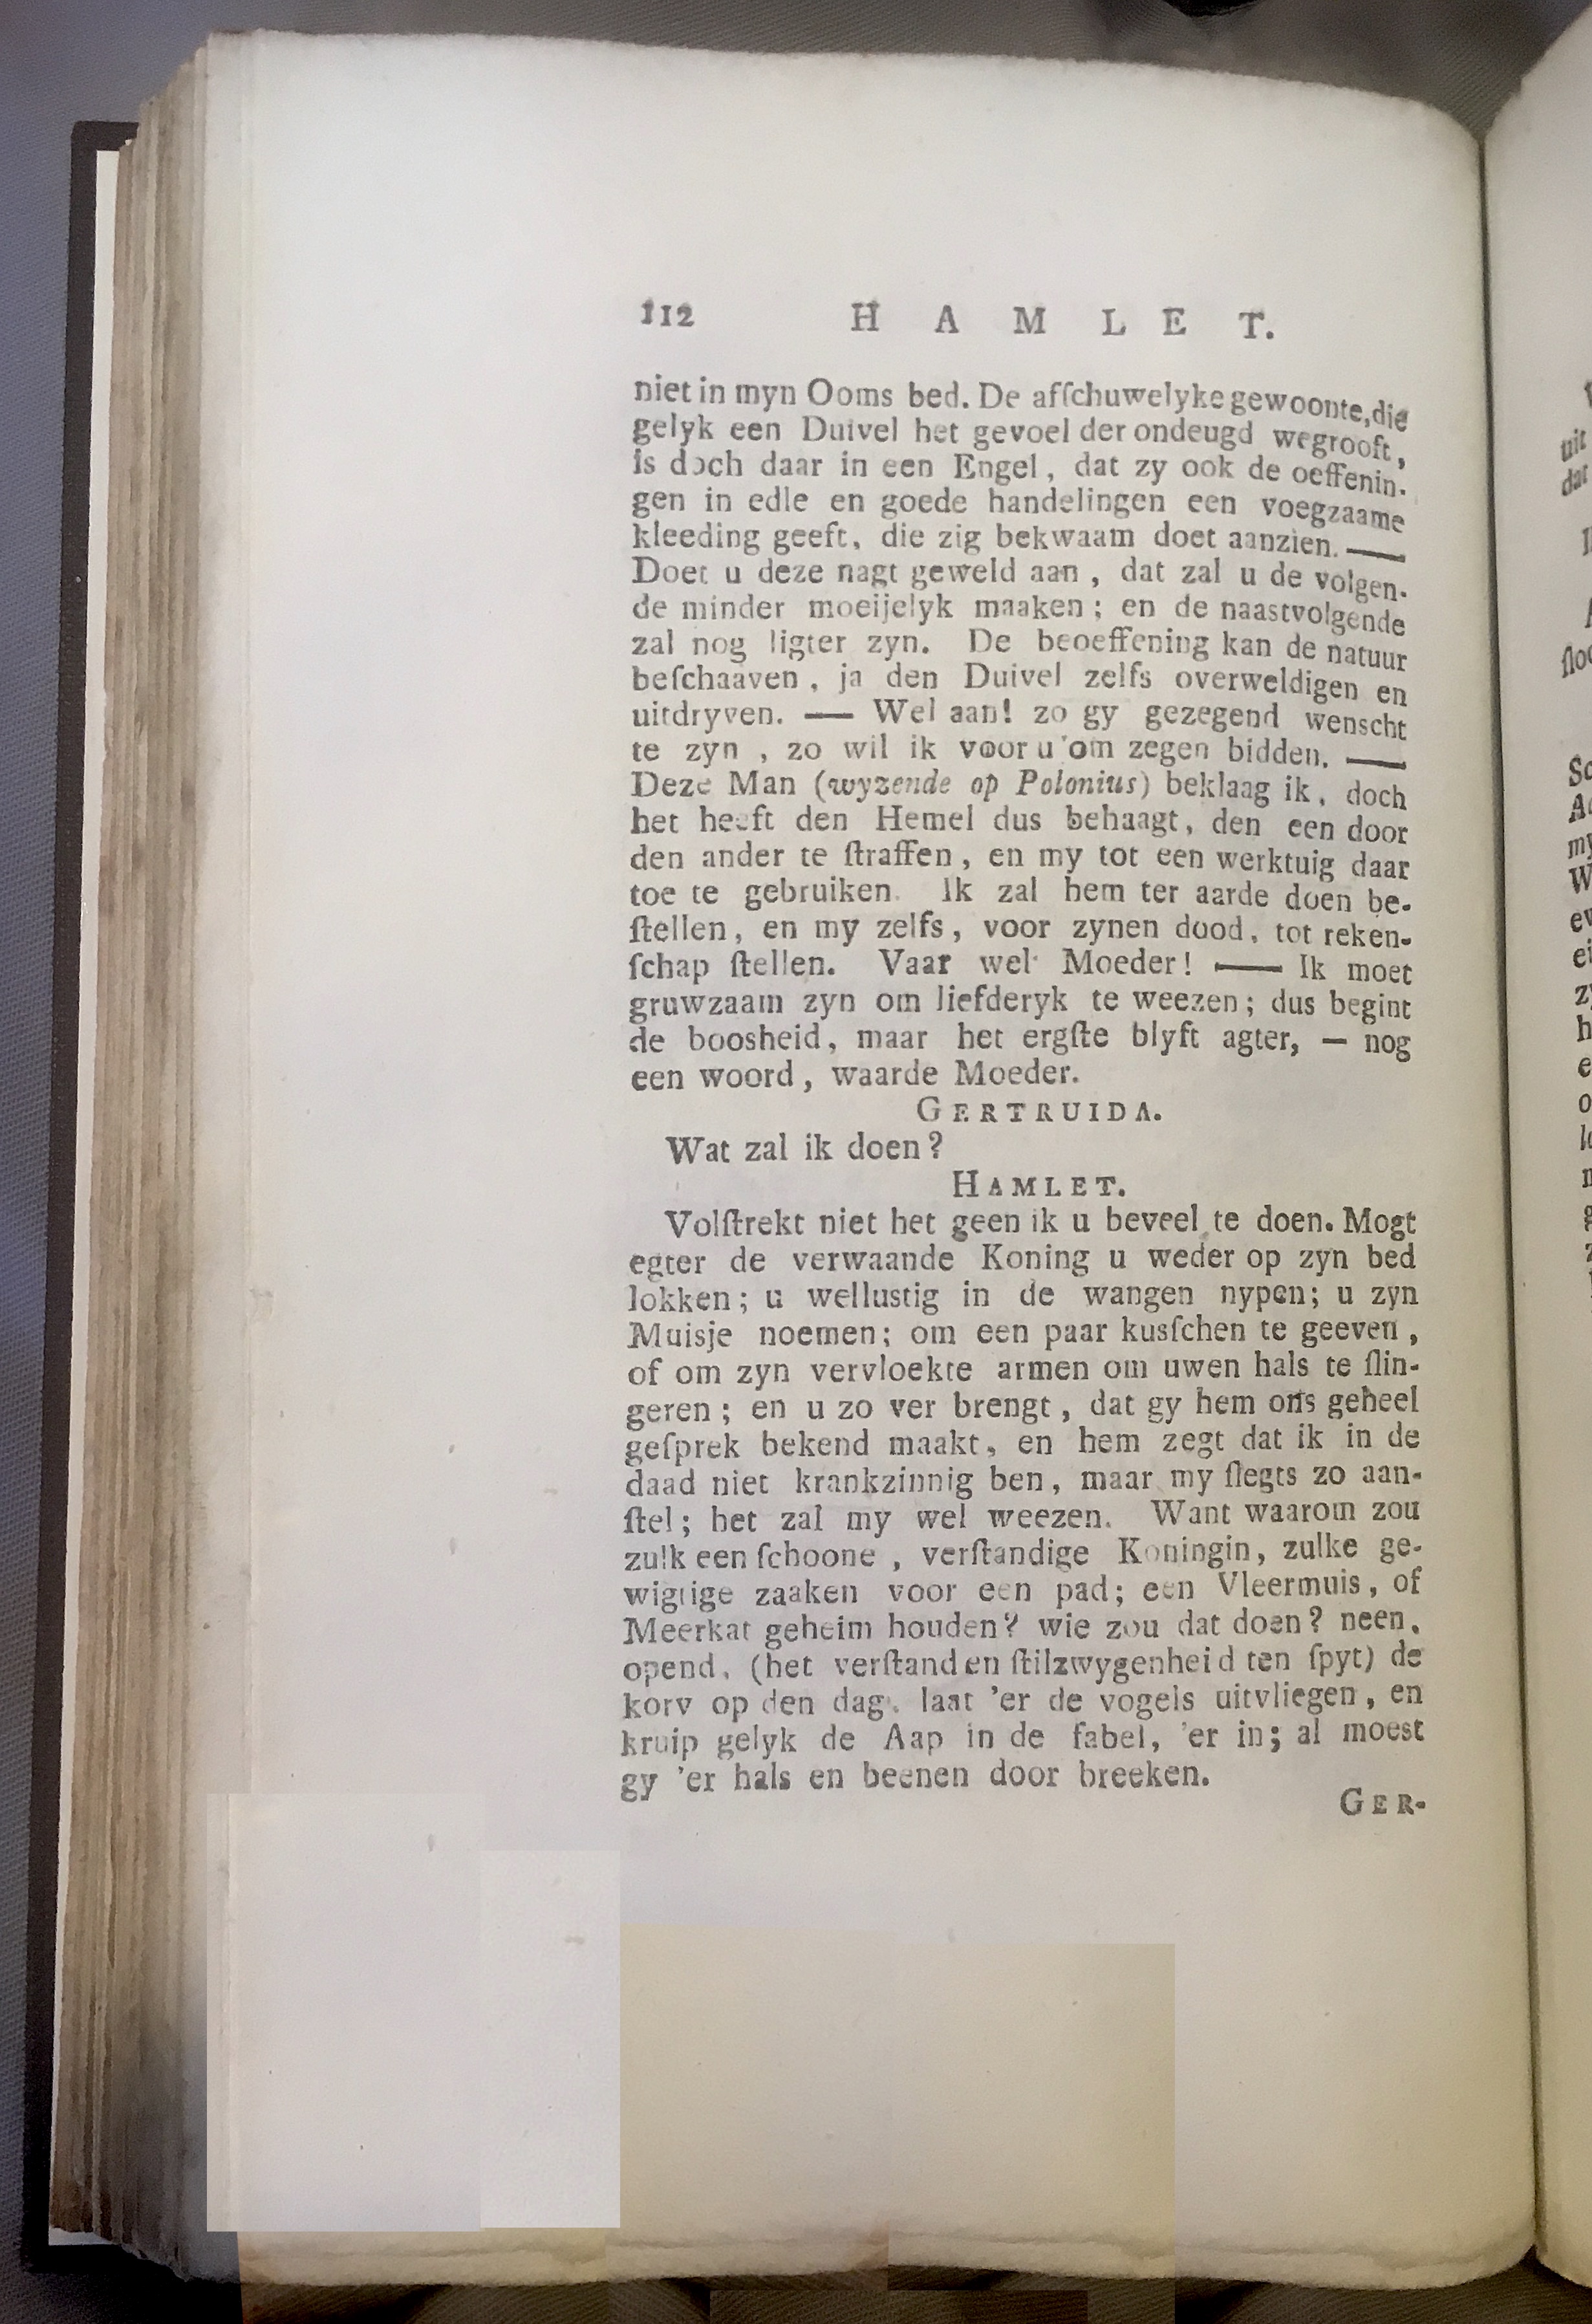 112 H A M L E T.
niet in myn Ooms bed. De afſchuwelyke gewoonte, die
gelyk een Duivel het gevoel der ondeugd wegrooft,
is doch daar in een Engel, dat zy ook de oeffenin-
gen in edle en goede handelingen een voegzaame
kleeding geeft, die zig bekwaam doet aanzien. ——
Doet u deze nagt geweld aan, dat zal u de volgen-
de minder moeijelyk maaken; en de naastvolgende
zal nog ligter zyn. De beoeffening kan de natuur
beſchaaven, ja den Duivel zelfs overweldigen en
uitdryven. —— Wel aan! zo gy gezegend wenscht
te zyn, zo wil ik voor u om zegen bidden. ——
Deze Man (wyzende op Polonius) beklaag ik, doch
het heeft den Hemel dus behaagt, den een door
den ander te ſtraffen, en my tot een werktuig daar
toe te gebruiken. Ik zal hem ter aarde doen be-
ſtellen, en my zelfs, voor zynen dood, tot reken-
ſchap ſtellen. Vaar wel Moeder! —— Ik moet
gruwzaam zyn om liefderyk te weezen; dus begint
de boosheid, maar het ergſte blyft agter, — nog
een woord, waarde Moeder.
GERTRUIDA.
Wat zal ik doen?
HAMLET.
Volſtrekt niet het geen ik u beveel te doen. Mogt
egter de verwaande Koning u weder op zyn bed
lokken; u wellustig in de wangen nypen; u zyn
Muisje noemen; om een paar kusſchen te geeven,
of om zyn vervloekte armen om uwen hals te ſlin-
geren; en u zo ver brengt, dat gy hem ons geheel
geſprek bekend maakt, en hem zegt dat ik in de
daad niet krankzinnig ben, maar my ſlegts zo aan-
ſtel; het zal my wel weezen. Want waarom zou
zulk een ſchoone, verſtandige Koningin, zulke ge-
wigtige zaaken voor een pad; een Vleermuis, of
Meerkat geheim houden? wie zou dat doen? neen,
opend, (het verſtand en ſtilzwygenheid ten ſpyt) de
korv op den dag, laat 'er de vogels uitvliegen, en
kruip gelyk de Aap in de fabel, 'er in; al moest
gy 'er hals en beenen door breeken.
GER-